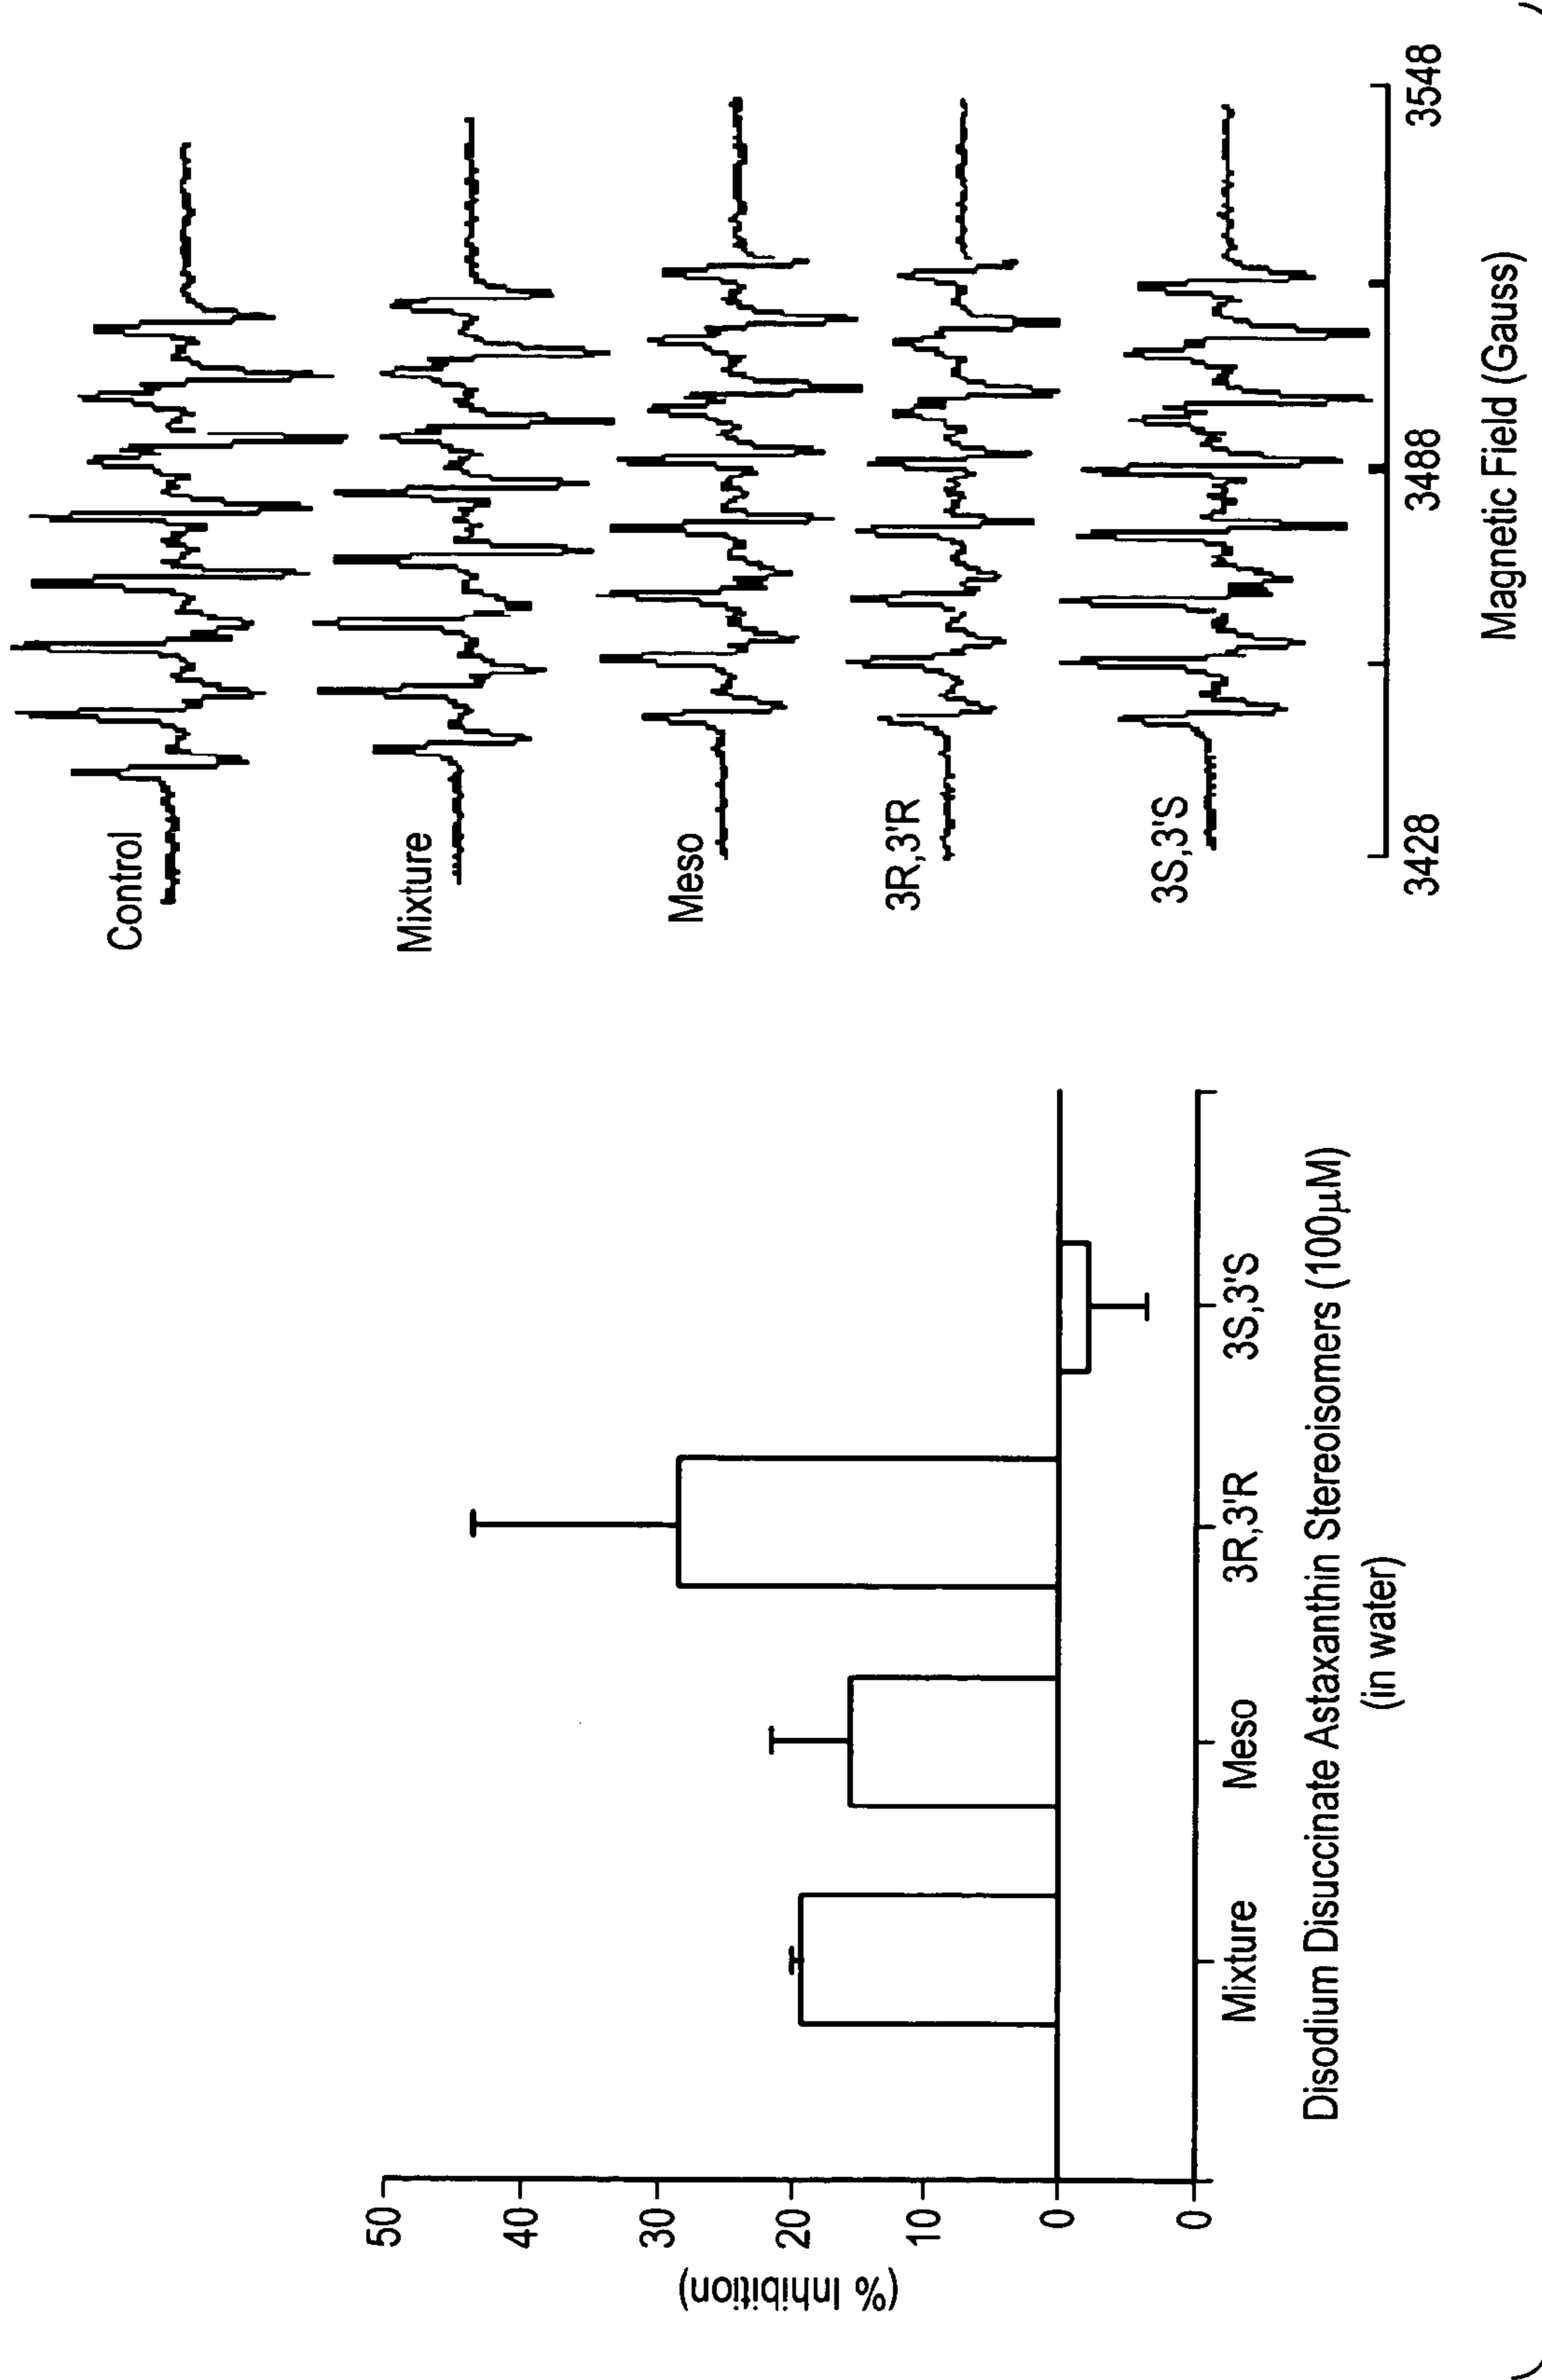 (% Inhibition)
50
40
30
20
10
0
0
Mixture
Meso
3R,3'R
3S,3'S
Disodium Disuccinate Astaxanthin Stereoisomers (100μM)
(in water)
Control
Mixture
Meso
3R,3'R
3S,3'S
3428
3488
3548
Magnetic Field (Gauss)